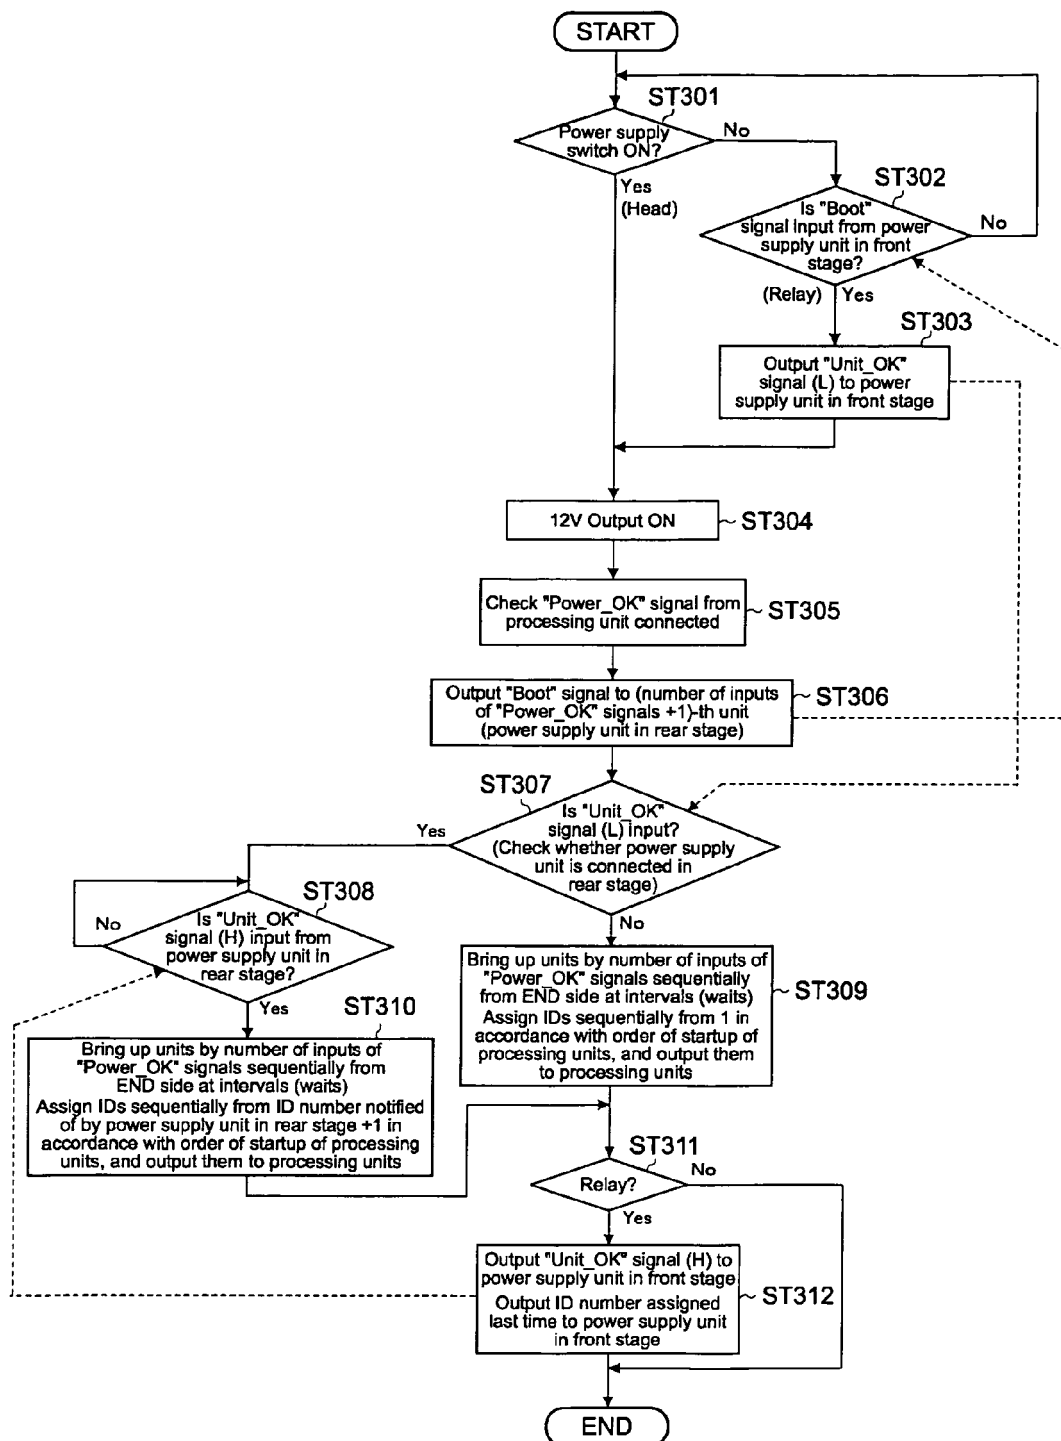 START
ST301
Power supply
switch ON?
No
Yes
(Head)
ST302
Is "Boot"
signal input from power
supply unit in front
stage?
No
(Relay)
Yes
ST303
Output "Unit_OK"
signal (L) to power
supply unit in front stage
12V Output ON
ST304
Check "Power_OK" signal from
processing unit connected
ST305
Output "Boot" signal to (number of inputs
of "Power_OK" signals +1)-th unit
(power supply unit in rear stage)
ST306
ST307
Is "Unit_OK"
signal (L) input?
(Check whether power supply
unit is connected in
rear stage)
Yes
No
ST308
Is "Unit_OK"
signal (H) input from
power supply unit in
rear stage?
No
Yes
Bring up units by number of inputs of
"Power_OK" signals sequentially
from END side at intervals (waits)
Assign IDs sequentially from 1 in
accordance with order of startup of
processing units, and output them
to processing units
ST309
ST310
Bring up units by number of inputs of
"Power_OK" signals sequentially from
END side at intervals (waits)
Assign IDs sequentially from ID number notified
of by power supply unit in rear stage +1 in
accordance with order of startup of processing
units, and output them to processing units
ST311
Relay?
No
Yes
Output "Unit_OK" signal (H) to
power supply unit in front stage
Output ID number assigned
last time to power supply unit
in front stage
ST312
END